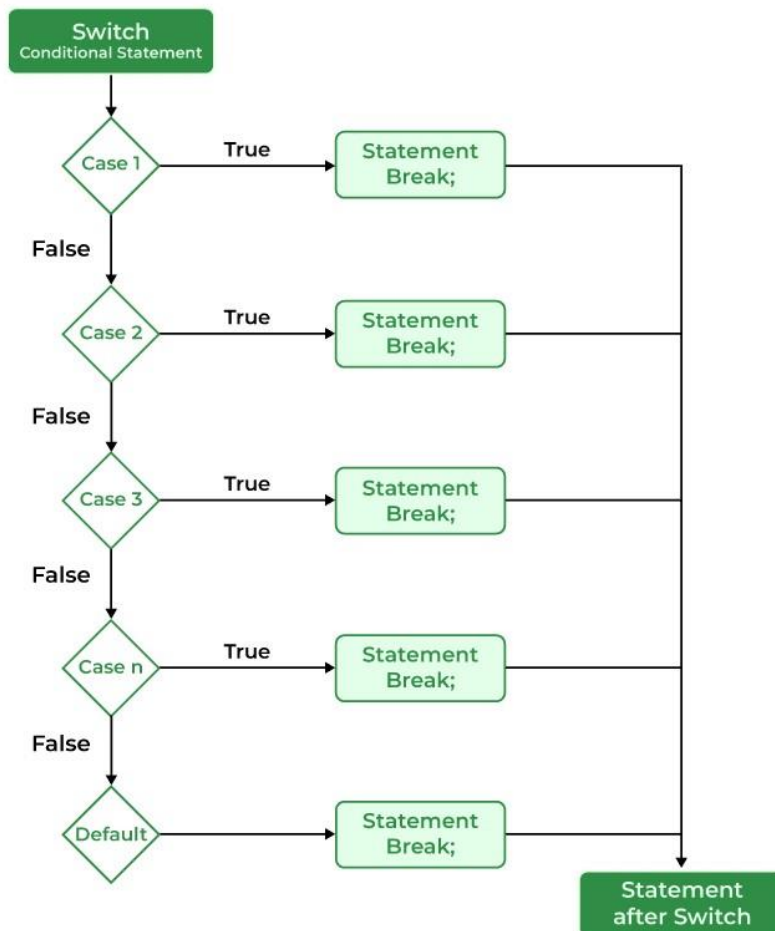 Switch
Conditional Statement
Case 1
True
Statement
Break;
False
Case 2
True
Statement
Break;
False
Case 3
True
Statement
Break;
False
Case n
True
Statement
Break;
False
Default
Statement
Break;
Statement
after Switch